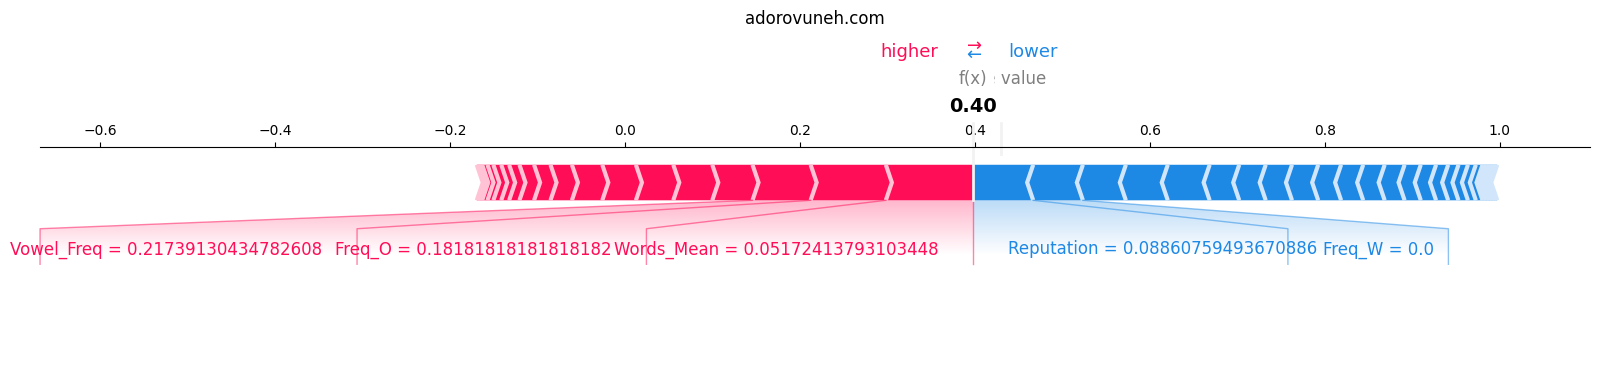 adorovuneh.com
higher → ← lower
f(x) value
0.40
−0.6 −0.4 −0.2 0.0 0.2 0.4 0.6 0.8 1.0
Vowel_Freq = 0.21739130434782608 Freq_O = 0.18181818181818182 Words_Mean = 0.05172413793103448 Reputation = 0.08860759493670886 Freq_W = 0.0